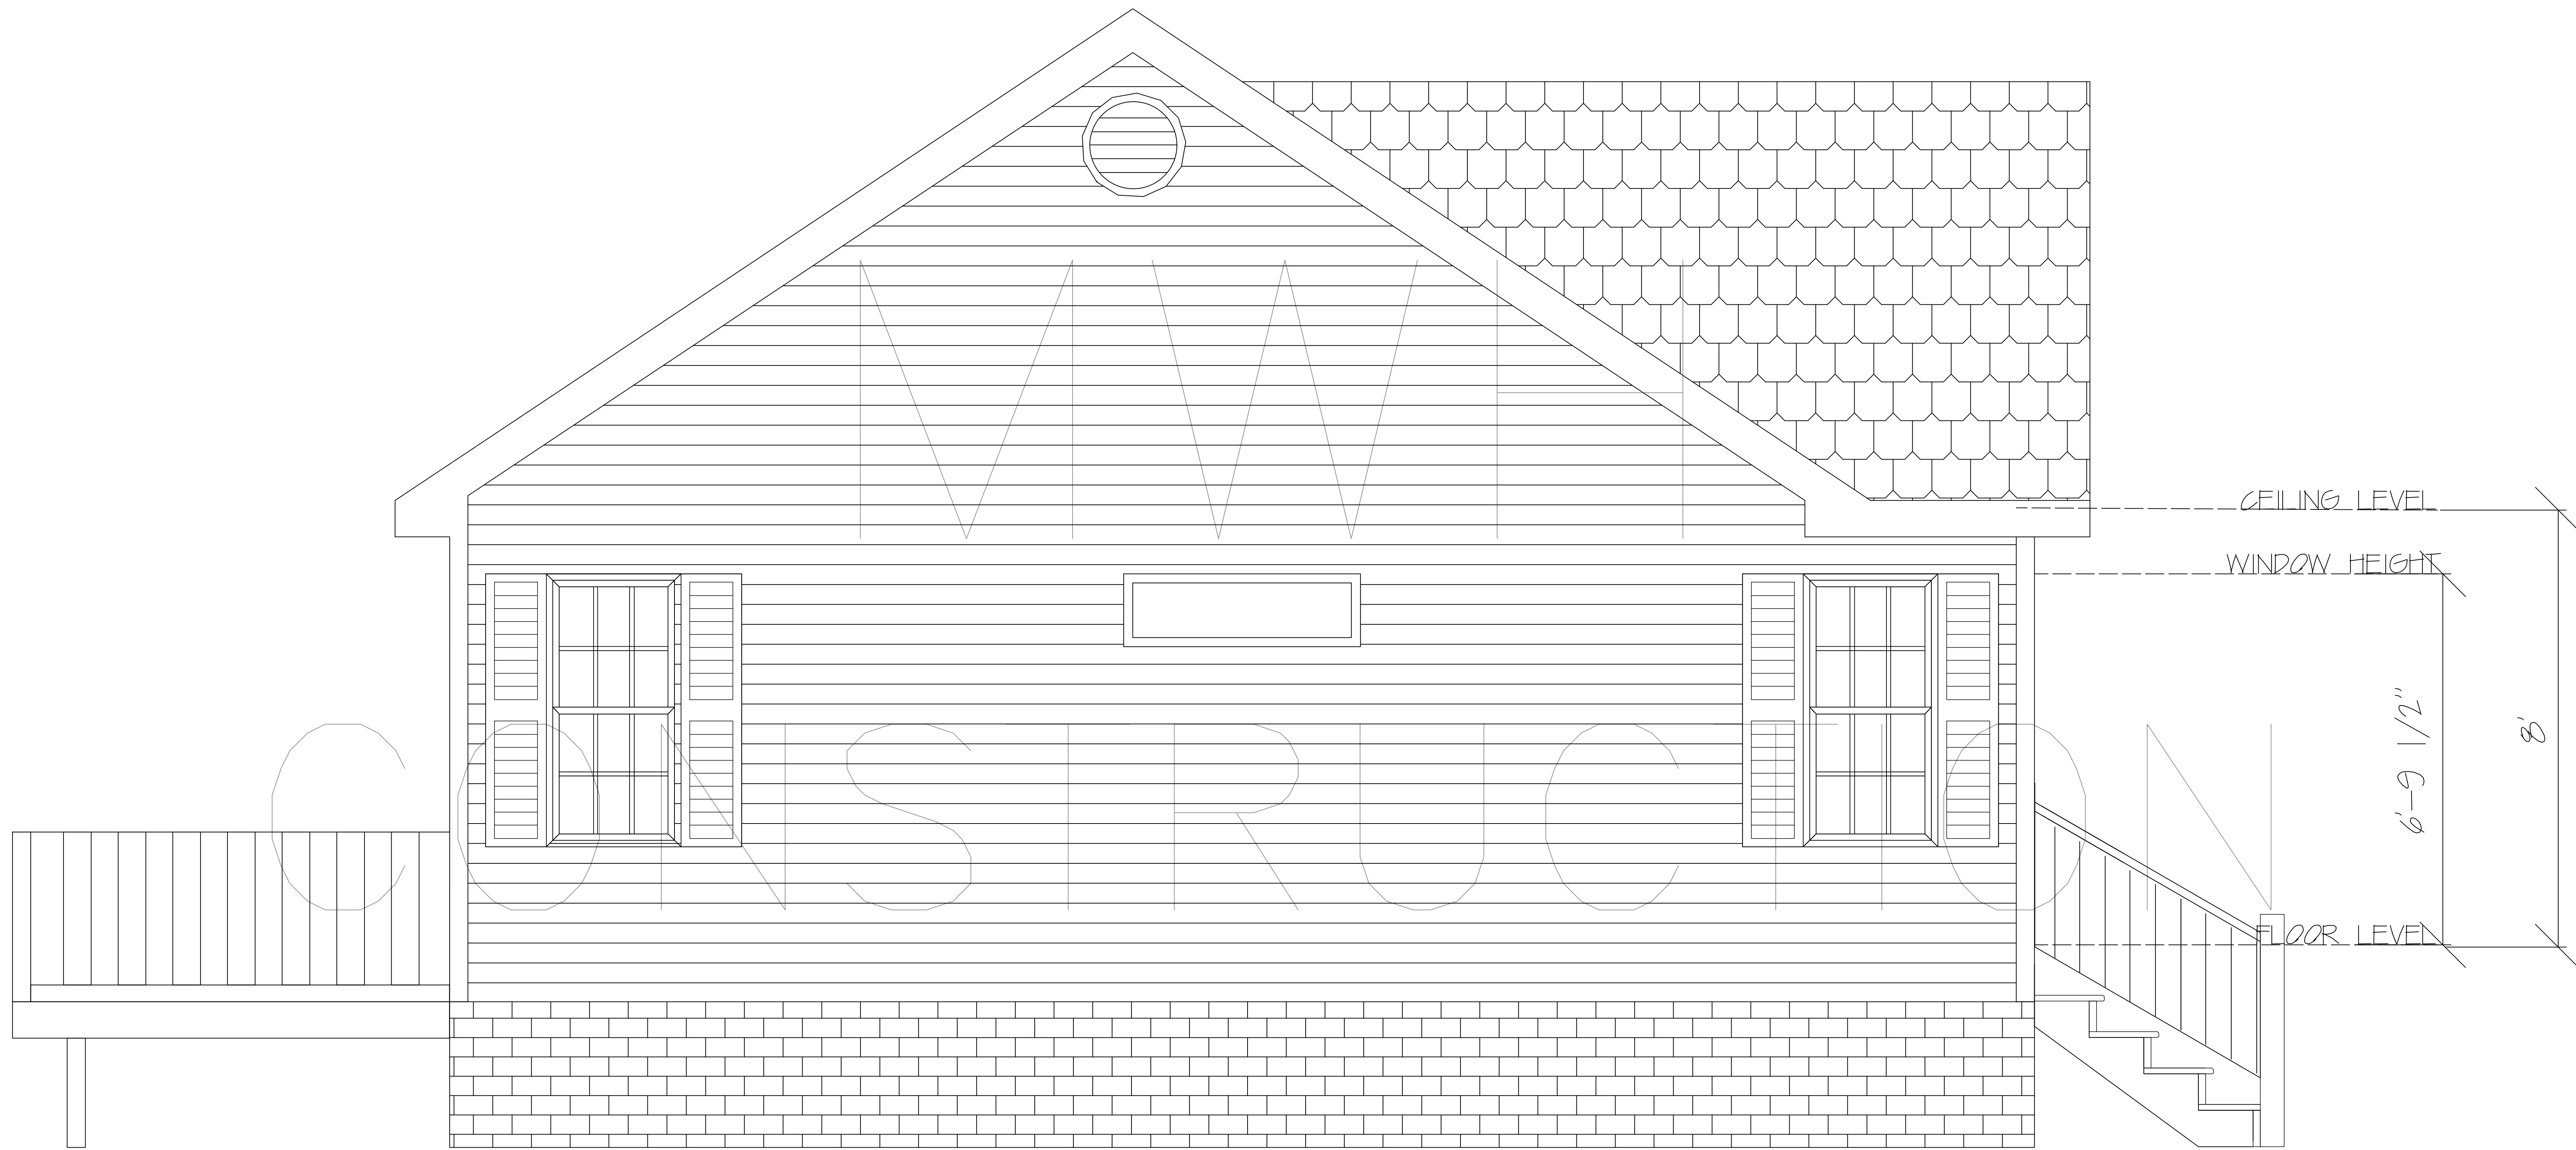 MWH
CONSTRUCTION
CEILING LEVEL
WINDOW HEIGHT
6'-9 1/2"
8'
FLOOR LEVEL